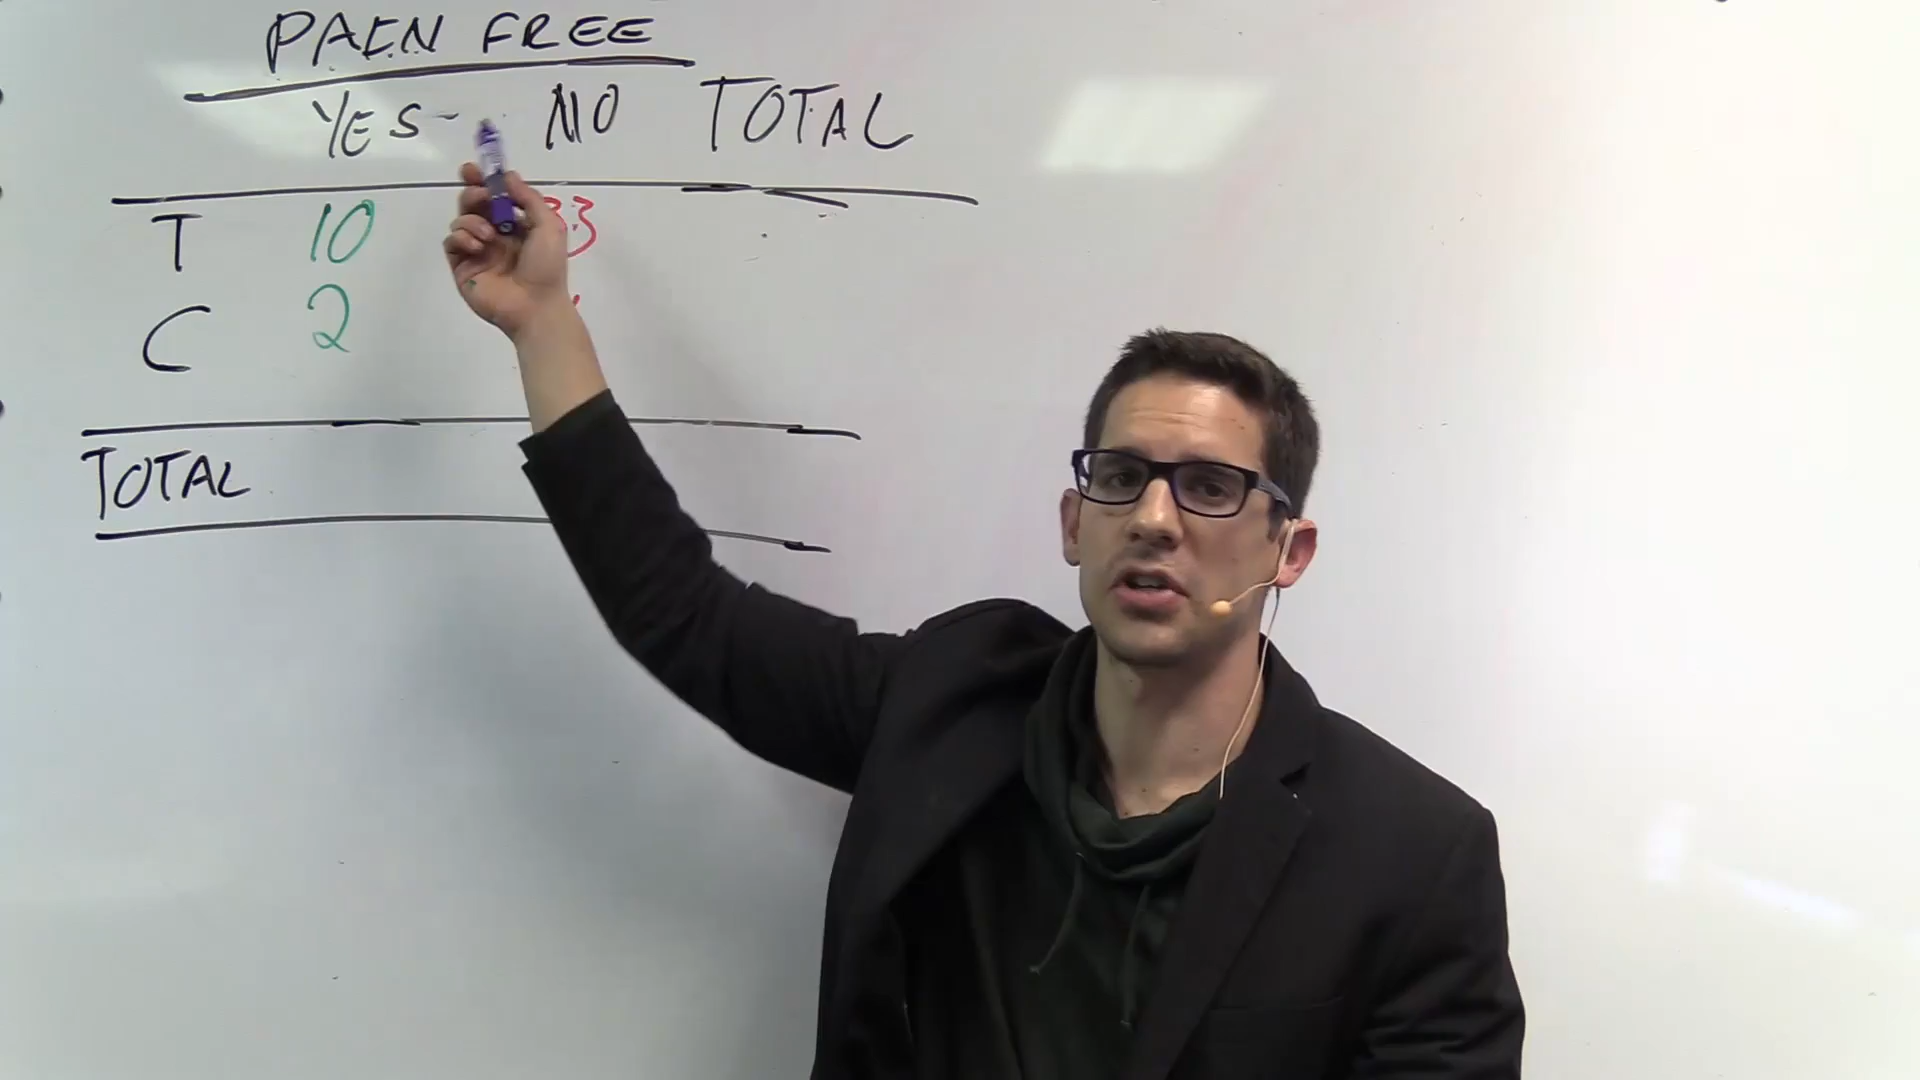 PAIN FREE
YES NO TOTAL
T 10 33
C 2
TOTAL